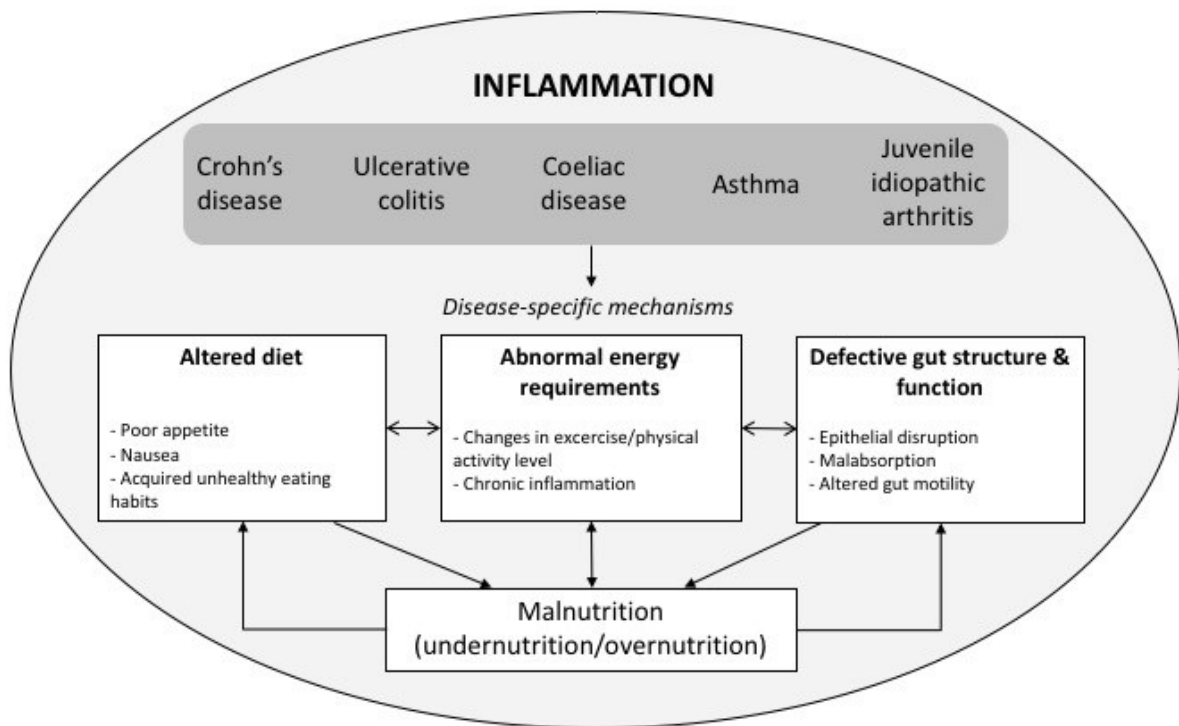 INFLAMMATION
Crohn's
disease
Ulcerative
colitis
Coeliac
disease
Asthma
Juvenile
idiopathic
arthritis
Disease-specific mechanisms
Altered diet
- Poor appetite
- Nausea
- Acquired unhealthy eating
habits
Abnormal energy
requirements
- Changes in excercise/physical
activity level
- Chronic inflammation
Defective gut structure &
function
- Epithelial disruption
- Malabsorption
- Altered gut motility
Malnutrition
(undernutrition/overnutrition)